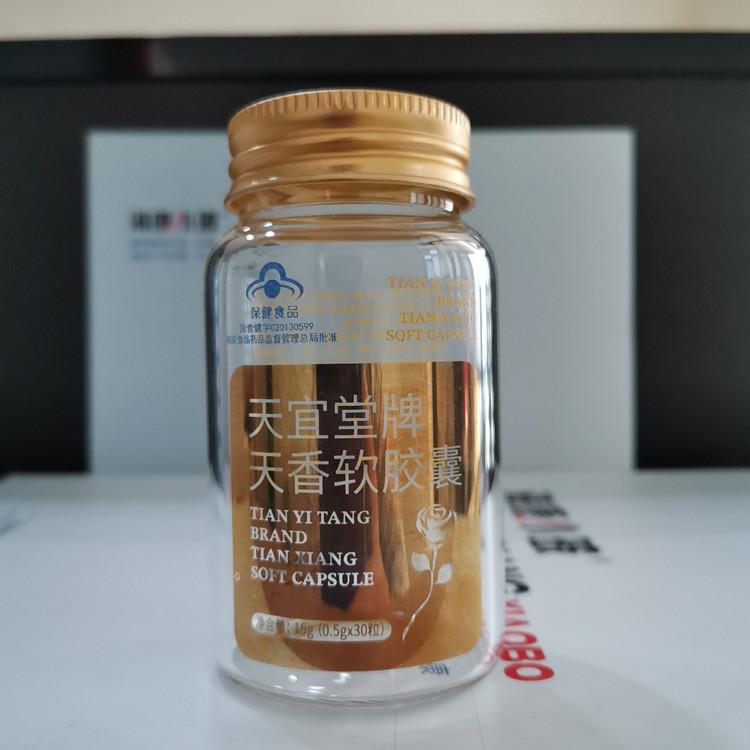 保健食品
国食健字G20130599
国家食品药品监督管理总局批准
TIAN YI TANG
BRAND
TIAN XIANG
SOFT CAPSULE
天宜堂牌
天香软胶囊
TIAN YI TANG
BRAND
TIAN XIANG
SOFT CAPSULE
净含量：15g (0.5gx30粒)